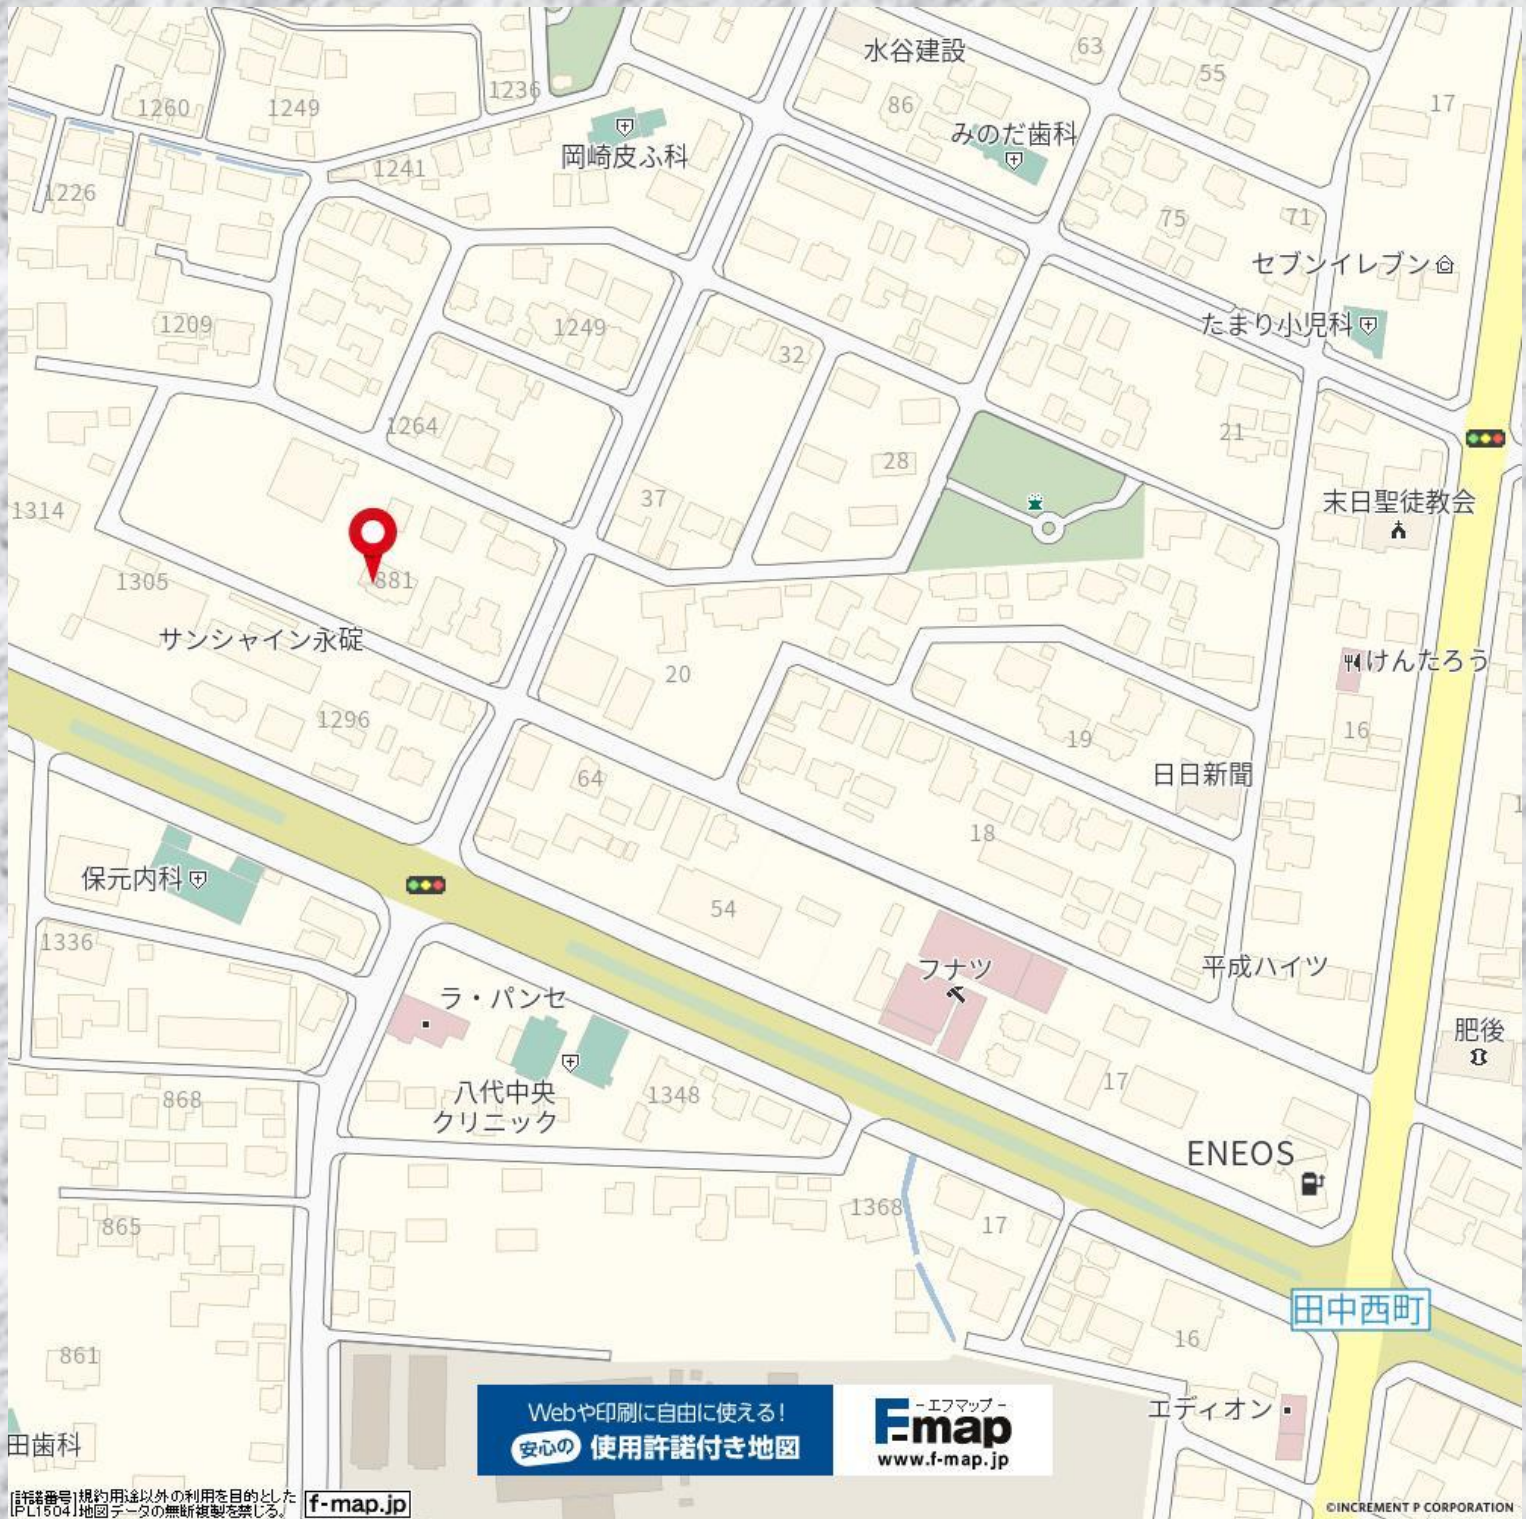 水谷建設
63
55
17
1236
1260
1249
86
みのだ歯科
岡崎皮ふ科
1241
1226
75
71
セブンイレブン
たまり小児科
1209
1249
32
1264
21
28
37
1314
末日聖徒教会
881
1305
サンシャイン永碇
けんたろう
20
1296
16
19
日日新聞
64
18
保元内科
54
1336
フナツ
平成ハイツ
ラ・パンセ
肥後
八代中央
クリニック
1348
17
868
ENEOS
1368
17
865
田中西町
16
861
エディオン
田歯科
Webや印刷に自由に使える!
安心の 使用許諾付き地図
-エフマップ-
F-map
www.f-map.jp
[許諾番号]規約用途以外の利用を目的とした
[PL1504]地図データの無断複製を禁じる。
f-map.jp
©INCREMENT P CORPORATION